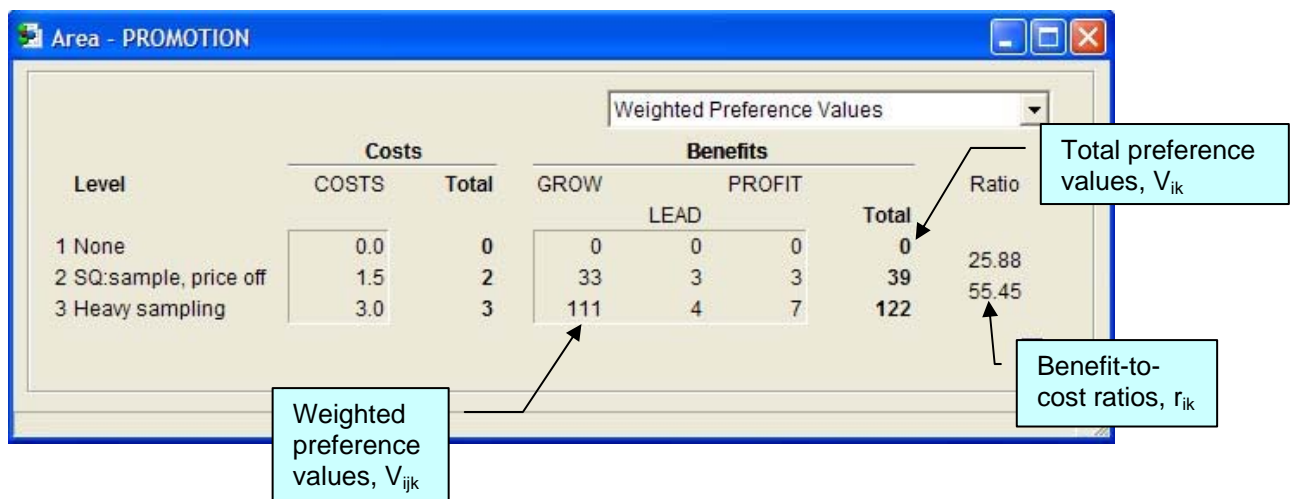 Area - PROMOTION
Weighted Preference Values
Costs Benefits
Level COSTS Total GROW PROFIT Ratio
LEAD Total
1 None 0.0 0 0 0 0 0
25.88
2 SQ:sample, price off 1.5 2 33 3 3 39
55.45
3 Heavy sampling 3.0 3 111 4 7 122
Total preference
values, Vik
Benefit-to-
cost ratios, rik
Weighted
preference
values, Vijk